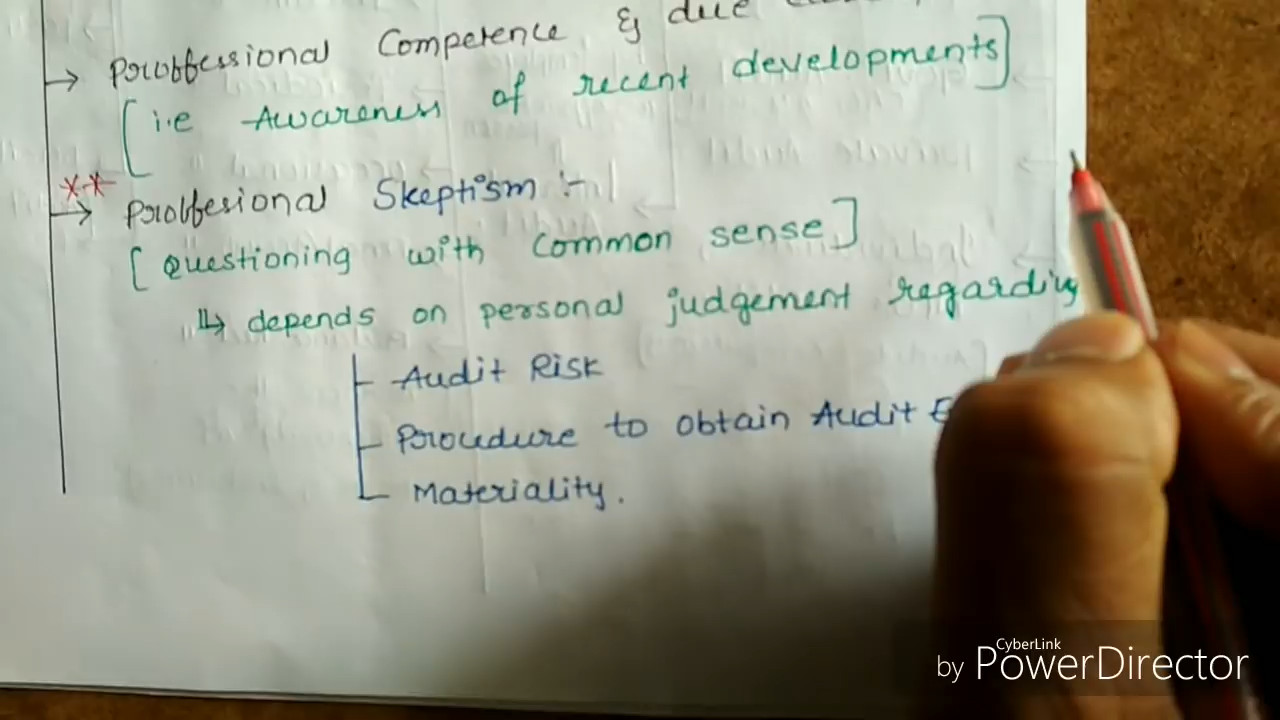 → Proffessional Competence & due
[i.e Awareness of recent developments]
** → Proffesional Skeptism :-
[Questioning with common sense]
↳ depends on personal judgement regarding
- Audit Risk
- Procudure to obtain Audit E
- Materiality.
CyberLink
by PowerDirector